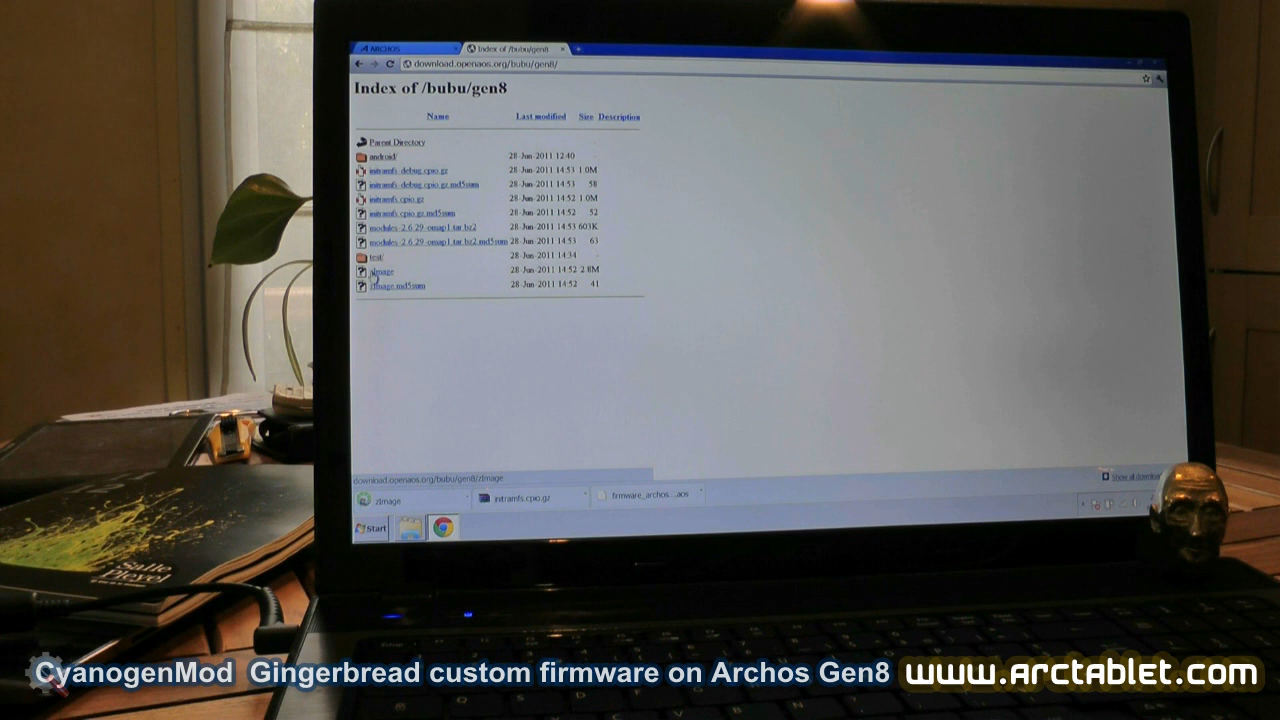 ARCHOS
Index of /bubu/gen8
download.openaos.org/bubu/gen8/
Index of /bubu/gen8
Name Last modified Size Description
Parent Directory
android/ 28-Jun-2011 12:40 -
initramfs_debug.cpio.gz 28-Jun-2011 14:53 1.0M
initramfs_debug.cpio.gz.md5sum 28-Jun-2011 14:53 58
initramfs.cpio.gz 28-Jun-2011 14:52 1.0M
initramfs.cpio.gz.md5sum 28-Jun-2011 14:52 52
modules-2.6.29-omap1.tar.bz2 28-Jun-2011 14:53 603K
modules-2.6.29-omap1.tar.bz2.md5sum 28-Jun-2011 14:53 63
test/ 28-Jun-2011 14:34 -
zImage 28-Jun-2011 14:52 2.8M
zImage.md5sum 28-Jun-2011 14:52 41
download.openaos.org/bubu/gen8/zImage
zImage initramfs.cpio.gz firmware_archos....aos Show all downloads
Start
Salle
Pleyel
CyanogenMod Gingerbread custom firmware on Archos Gen8 www.arctablet.com